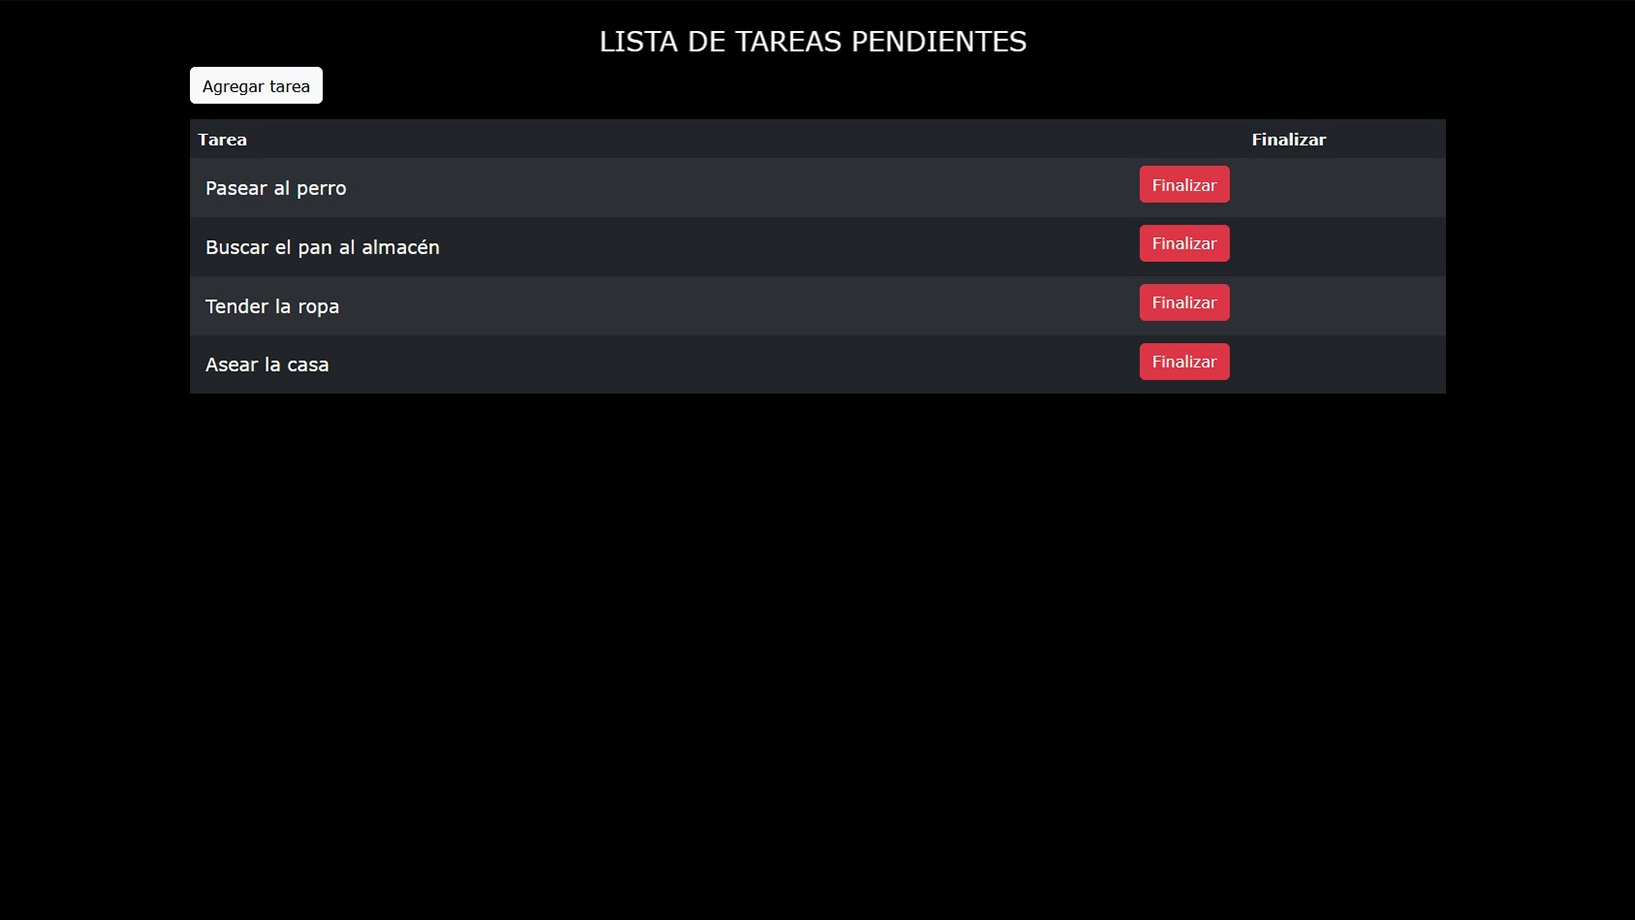 LISTA DE TAREAS PENDIENTES
Agregar tarea
Tarea Finalizar
Pasear al perro Finalizar
Buscar el pan al almacén Finalizar
Tender la ropa Finalizar
Asear la casa Finalizar